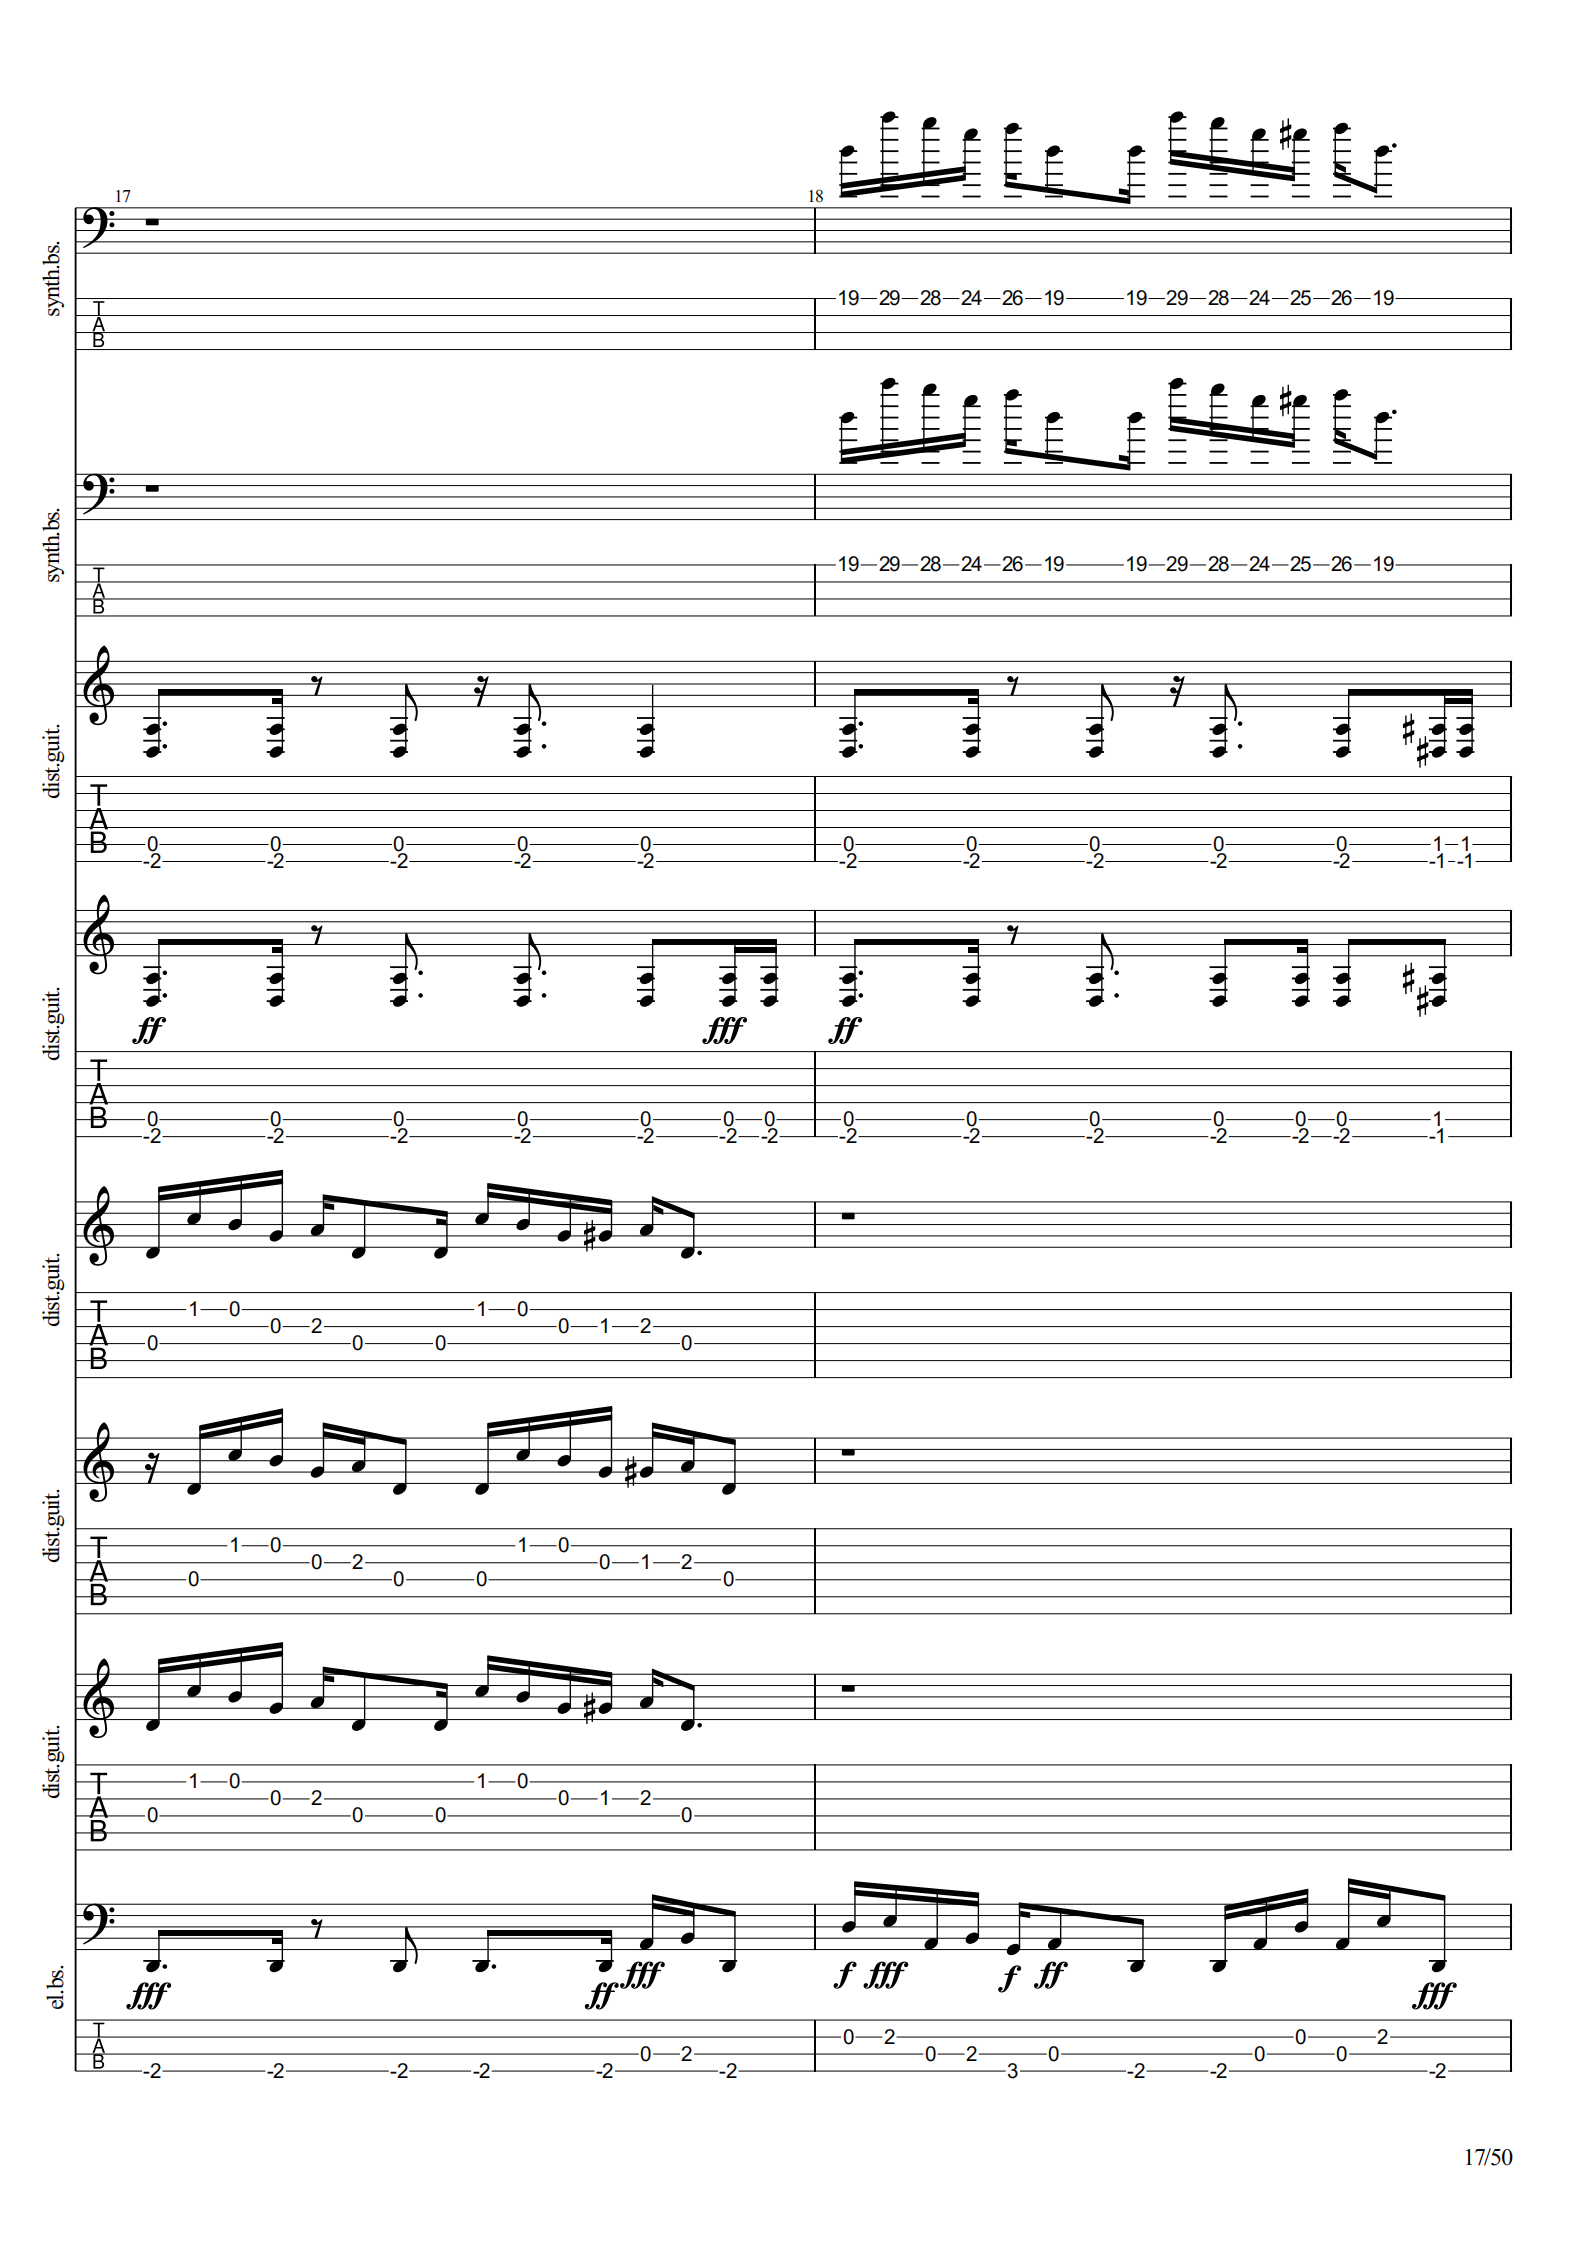 17 18
synth.bs.
T
A
B
19 29 28 24 26 19 19 29 28 24 25 26 19
synth.bs.
T
A
B
19 29 28 24 26 19 19 29 28 24 25 26 19
dist.guit.
T
A
B
0 0 0 0 0 0 0 0 0 0 1 1
-2 -2 -2 -2 -2 -2 -2 -2 -2 -2 -1 -1
dist.guit.
ff fff ff
T
A
B
0 0 0 0 0 0 0 0 0 0 0 0 0 1
-2 -2 -2 -2 -2 -2 -2 -2 -2 -2 -2 -2 -2 -1
dist.guit.
T
A
B
1 0 1 0
0 2 0 1 2
0 0 0 0
dist.guit.
T
A
B
1 0 1 0
0 2 0 1 2
0 0 0 0
dist.guit.
T
A
B
1 0 1 0
0 2 0 1 2
0 0 0 0
el.bs.
fff ff fff f fff f ff fff
T
A
B
0 2 0 2
0 2 0 2 0 0 0
-2 -2 -2 -2 -2 -2 3 -2 -2 -2
17/50